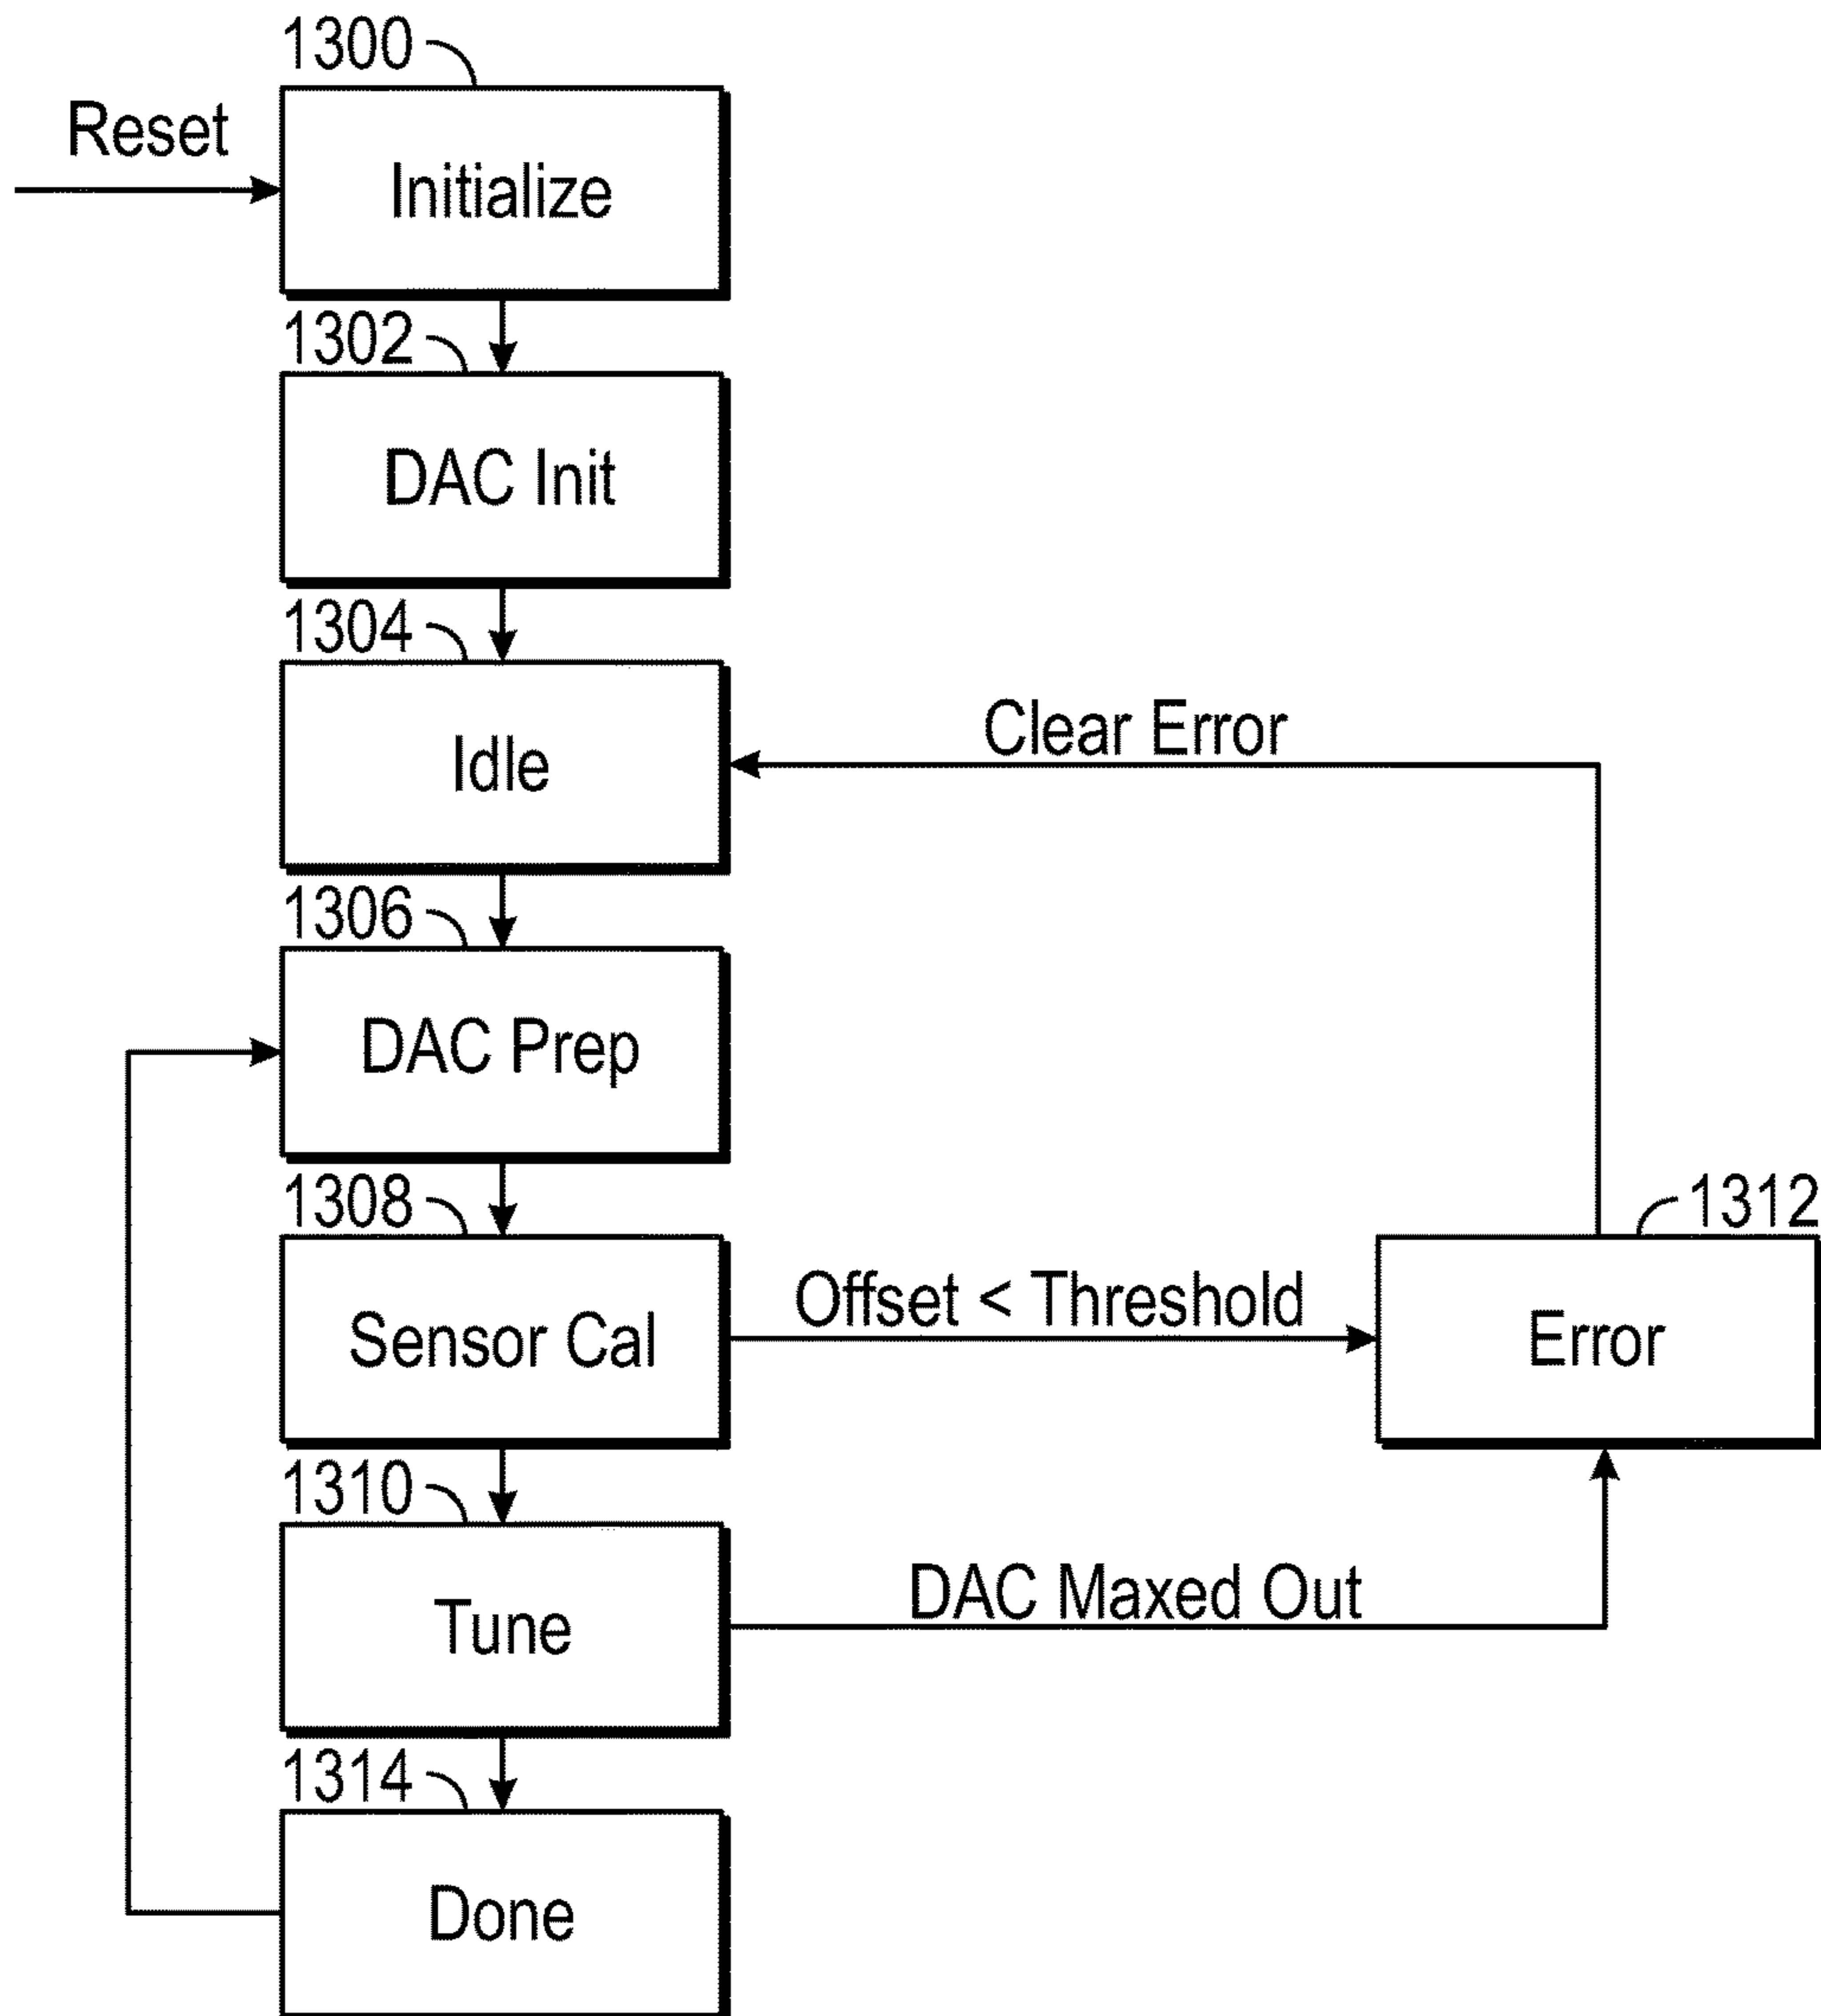 1300
Reset
Initialize
1302
DAC Init
1304
Clear Error
Idle
1306
DAC Prep
1308
1312
Offset < Threshold
Sensor Cal
Error
1310
DAC Maxed Out
Tune
1314
Done